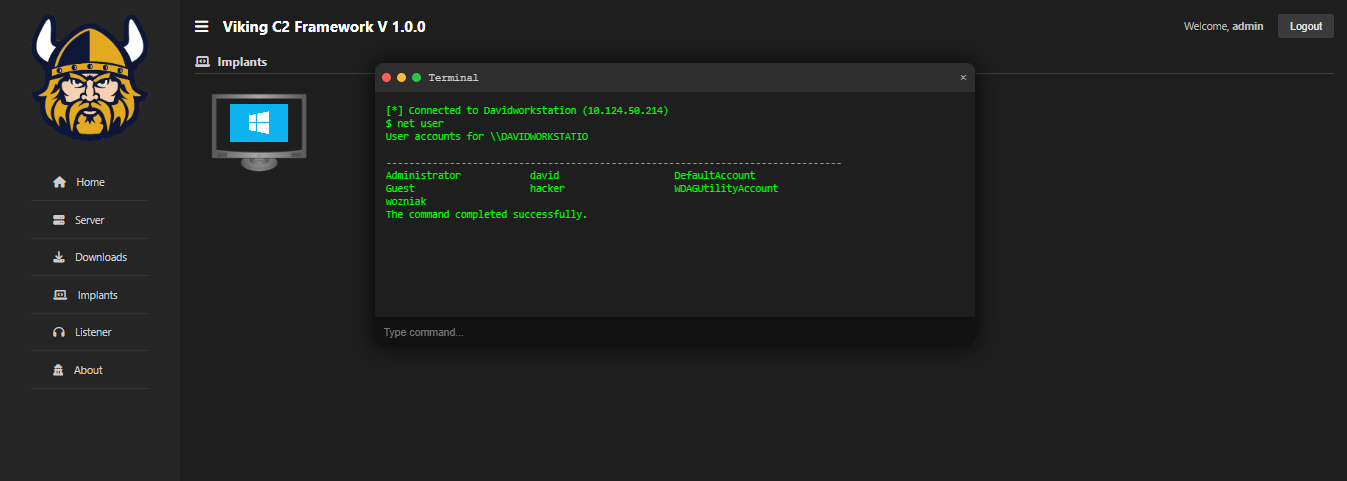 Viking C2 Framework V 1.0.0
Welcome, admin
Logout
Home
Server
Downloads
Implants
Listener
About
Implants
Terminal
×
[*] Connected to Davidworkstation (10.124.50.214)
$ net user
User accounts for \\DAVIDWORKSTATIO
-------------------------------------------------------------------------------
Administrator david DefaultAccount
Guest hacker WDAGUtilityAccount
wozniak
The command completed successfully.
Type command...